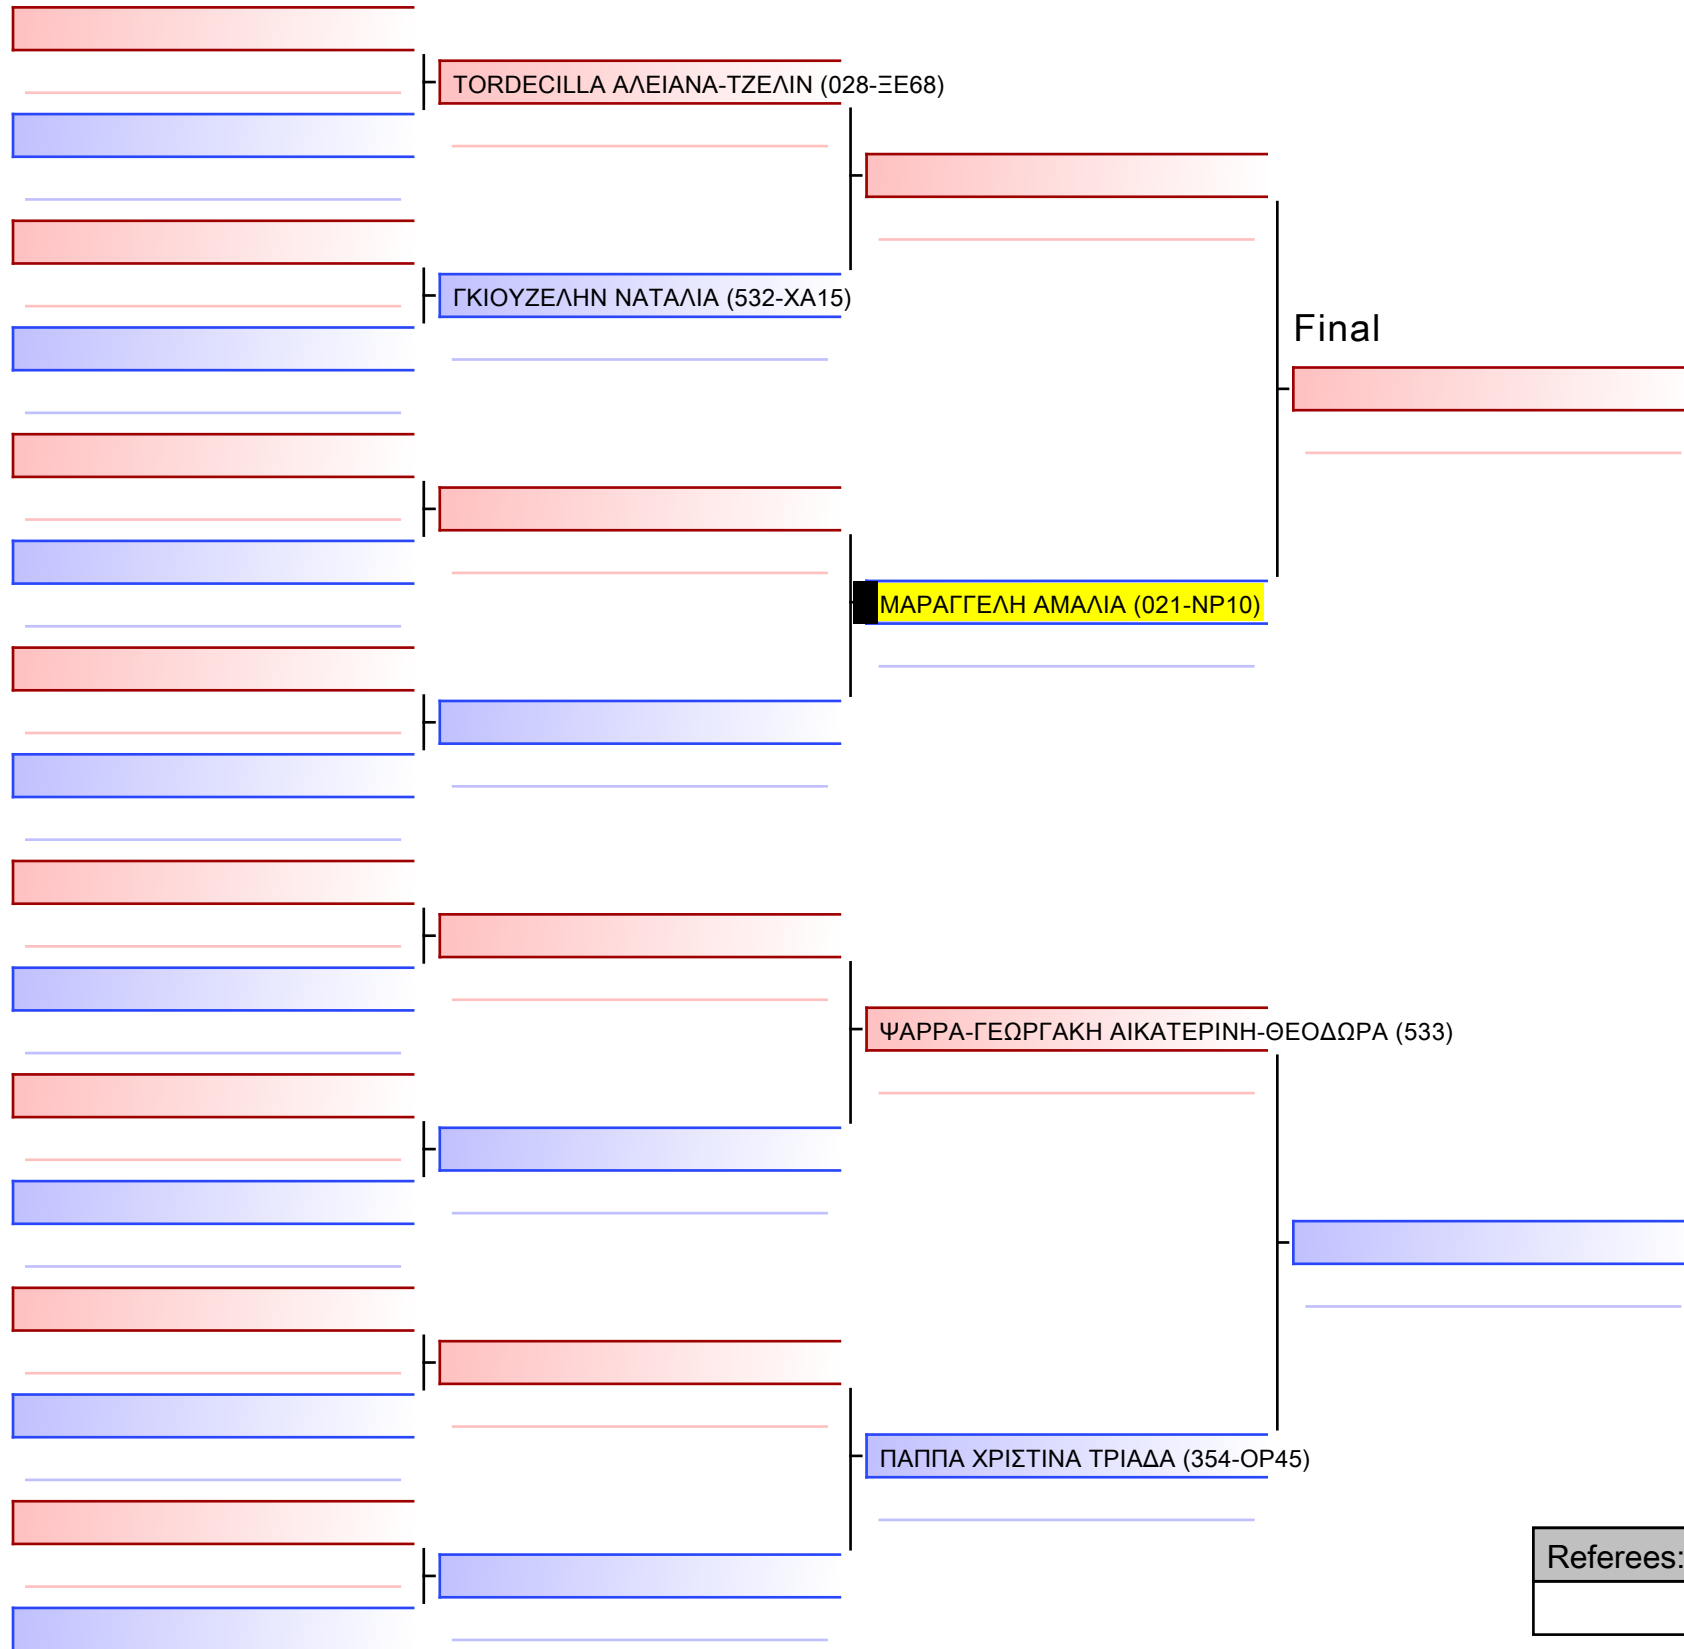 TORDECILLA ΑΛΕΙΑΝΑ-ΤΖΕΛΙΝ (028-ΞΕ68)
ΓΚΙΟΥΖΕΛΗΝ ΝΑΤΑΛΙΑ (532-ΧΑ15)
Final
ΜΑΡΑΓΓΕΛΗ ΑΜΑΛΙΑ (021-ΝΡ10)
ΨΑΡΡΑ-ΓΕΩΡΓΑΚΗ ΑΙΚΑΤΕΡΙΝΗ-ΘΕΟΔΩΡΑ (533)
ΠΑΠΠΑ ΧΡΙΣΤΙΝΑ ΤΡΙΑΔΑ (354-ΟΡ45)
Referees: